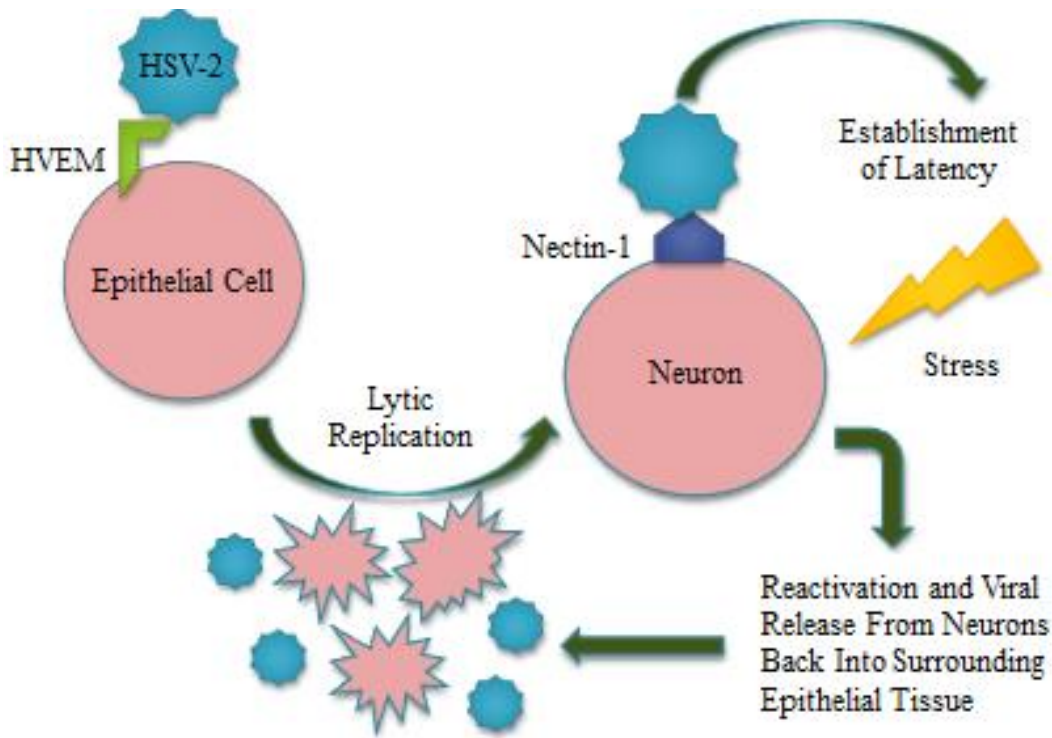 HSV-2
HVEM
Epithelial Cell
Lytic
Replication
Nectin-1
Neuron
Establishment
of Latency
Stress
Reactivation and Viral
Release From Neurons
Back Into Surrounding
Epithelial Tissue